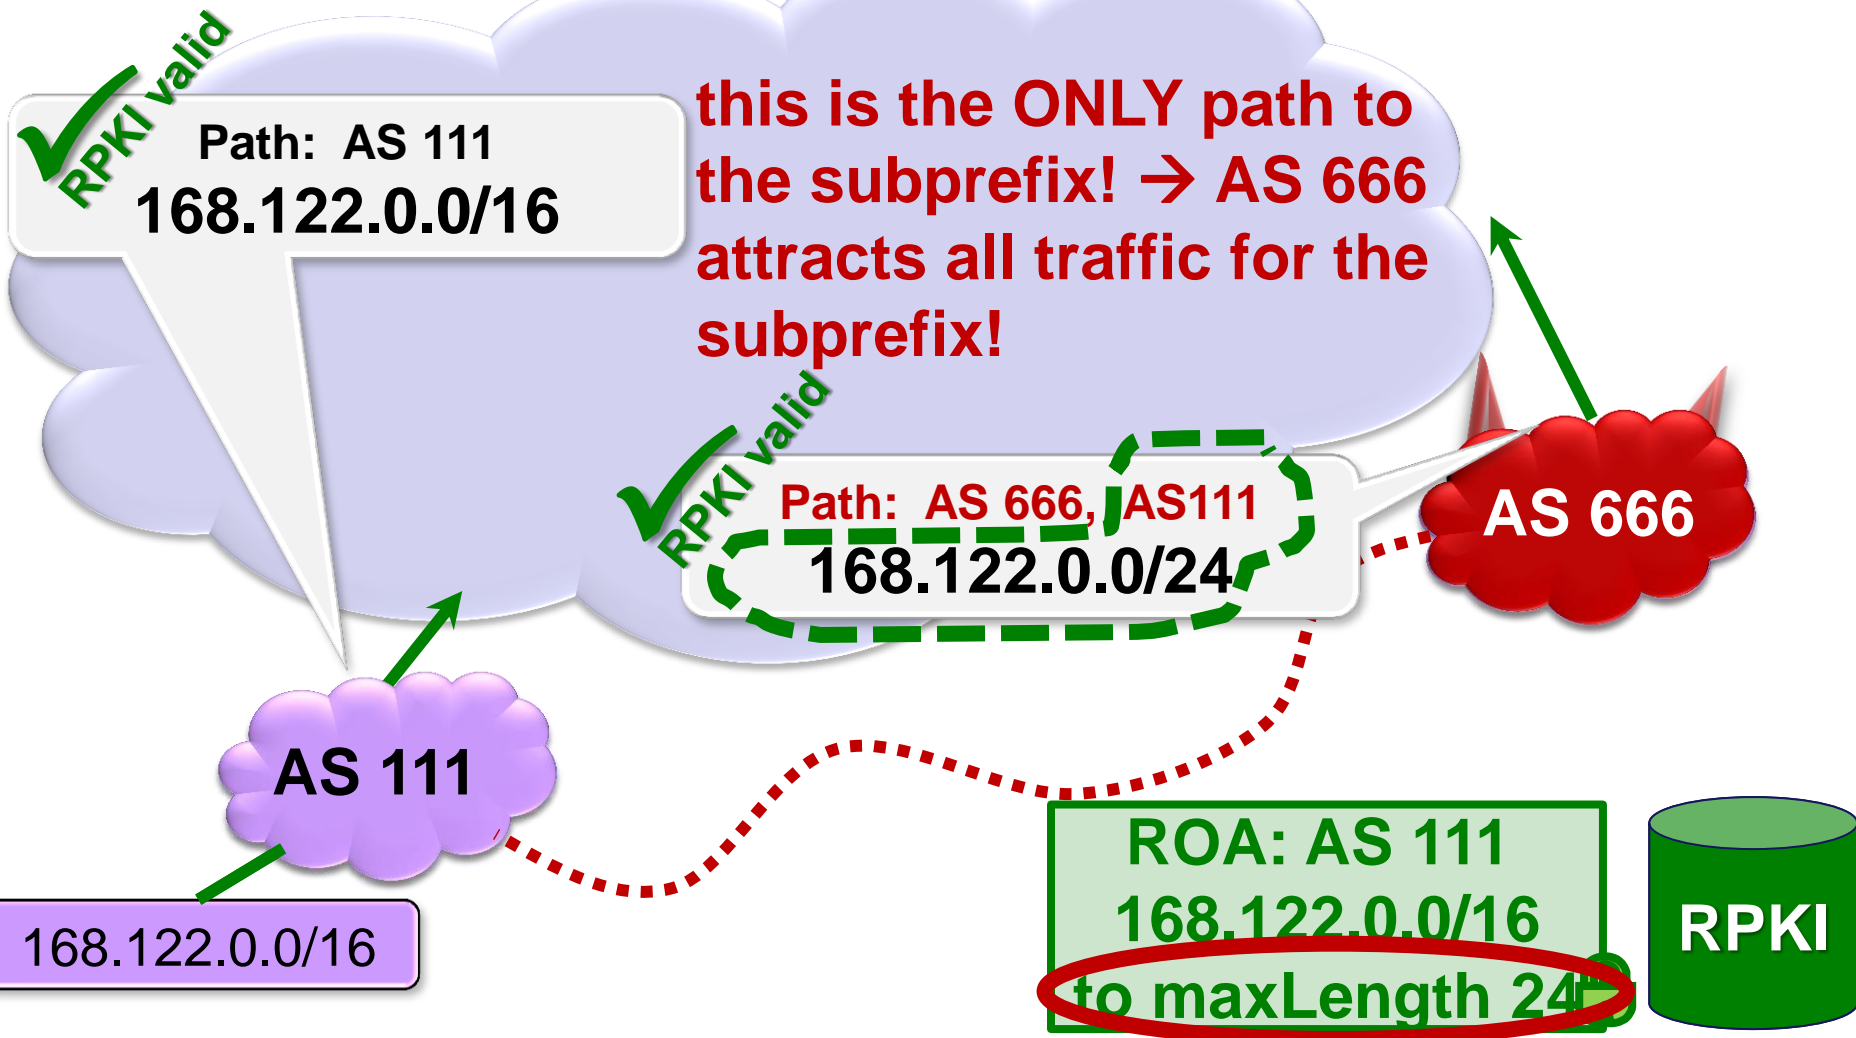 RPKI valid
Path: AS 111
168.122.0.0/16
this is the ONLY path to
the subprefix! → AS 666
attracts all traffic for the
subprefix!
RPKI valid
Path: AS 666, AS111
168.122.0.0/24
AS 666
AS 111
168.122.0.0/16
ROA: AS 111
168.122.0.0/16
to maxLength 24
RPKI